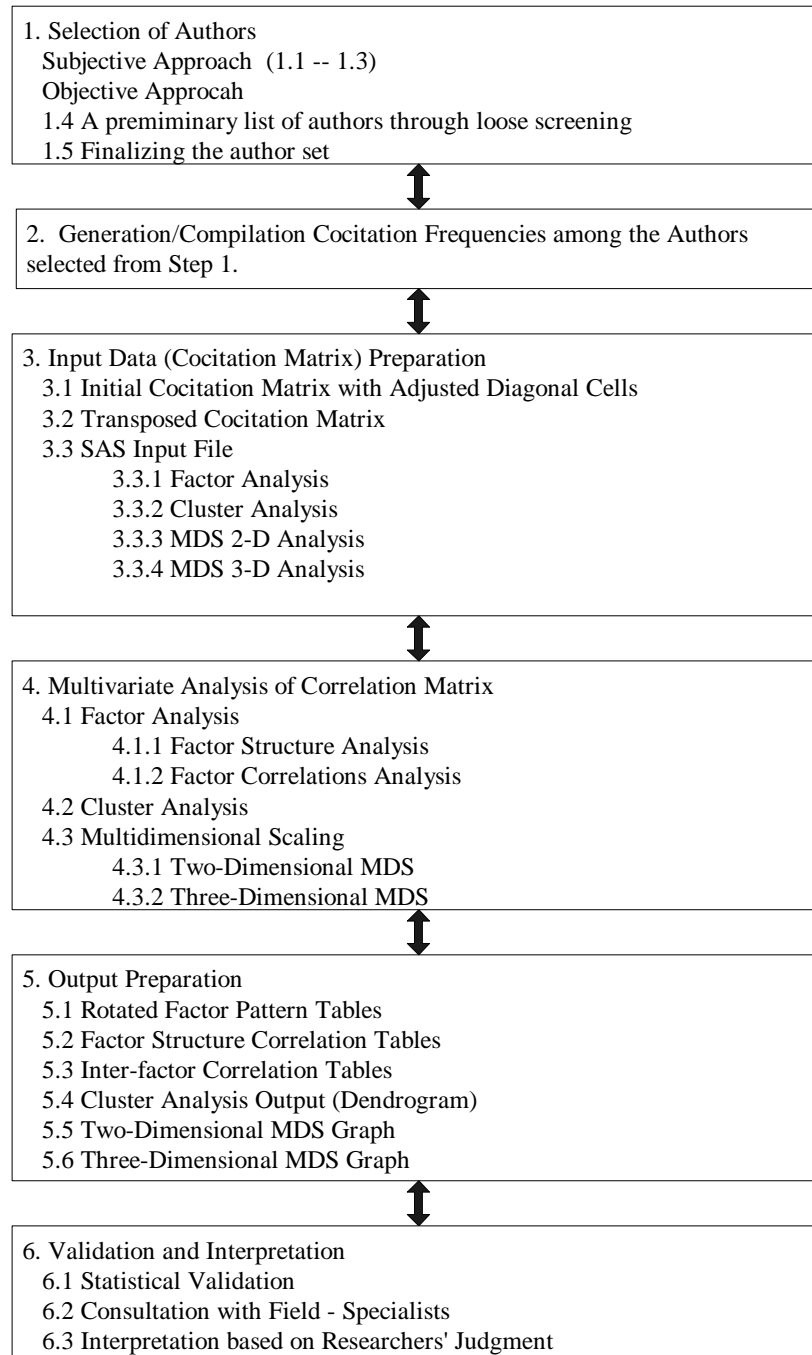 1. Selection of Authors
Subjective Approach (1.1 -- 1.3)
Objective Approcah
1.4 A premiminary list of authors through loose screening
1.5 Finalizing the author set
2. Generation/Compilation Cocitation Frequencies among the Authors
selected from Step 1.
3. Input Data (Cocitation Matrix) Preparation
3.1 Initial Cocitation Matrix with Adjusted Diagonal Cells
3.2 Transposed Cocitation Matrix
3.3 SAS Input File
3.3.1 Factor Analysis
3.3.2 Cluster Analysis
3.3.3 MDS 2-D Analysis
3.3.4 MDS 3-D Analysis
4. Multivariate Analysis of Correlation Matrix
4.1 Factor Analysis
4.1.1 Factor Structure Analysis
4.1.2 Factor Correlations Analysis
4.2 Cluster Analysis
4.3 Multidimensional Scaling
4.3.1 Two-Dimensional MDS
4.3.2 Three-Dimensional MDS
5. Output Preparation
5.1 Rotated Factor Pattern Tables
5.2 Factor Structure Correlation Tables
5.3 Inter-factor Correlation Tables
5.4 Cluster Analysis Output (Dendrogram)
5.5 Two-Dimensional MDS Graph
5.6 Three-Dimensional MDS Graph
6. Validation and Interpretation
6.1 Statistical Validation
6.2 Consultation with Field - Specialists
6.3 Interpretation based on Researchers' Judgment